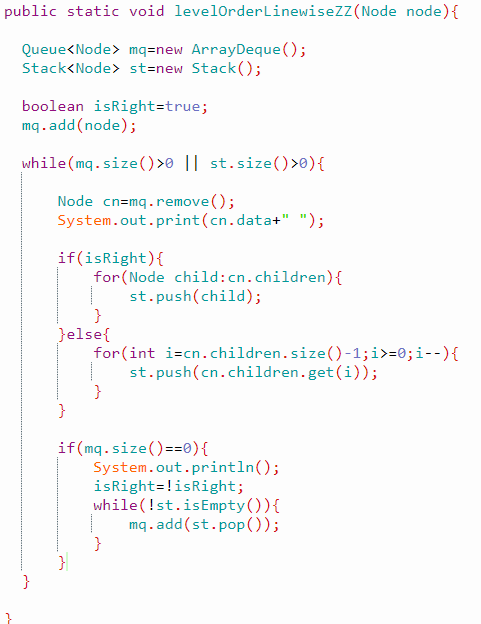 public static void levelOrderLinewiseZZ(Node node){
Queue<Node> mq=new ArrayDeque();
Stack<Node> st=new Stack();
boolean isRight=true;
mq.add(node);
while(mq.size()>0 || st.size()>0){
Node cn=mq.remove();
System.out.print(cn.data+" ");
if(isRight){
for(Node child:cn.children){
st.push(child);
}
}else{
for(int i=cn.children.size()-1;i>=0;i--){
st.push(cn.children.get(i));
}
}
if(mq.size()==0){
System.out.println();
isRight=!isRight;
while(!st.isEmpty()){
mq.add(st.pop());
}
}
}
}